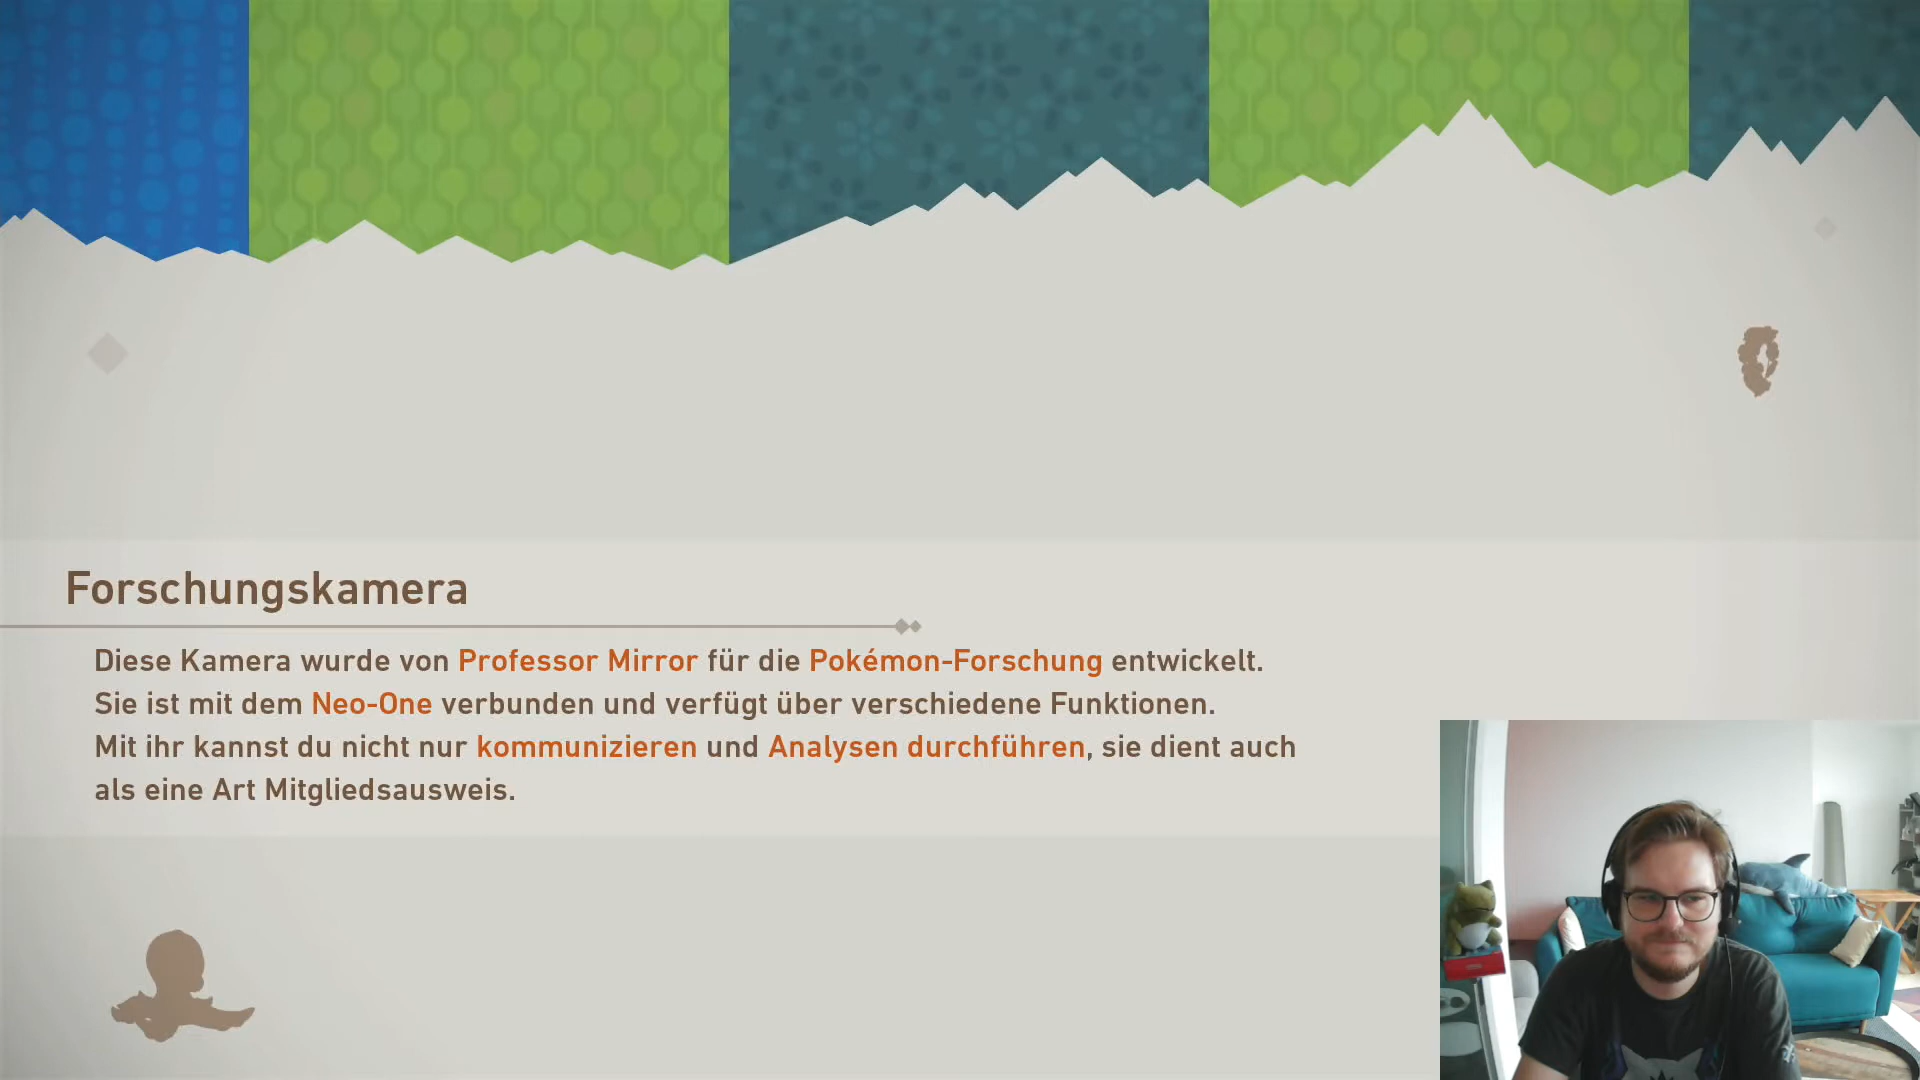 Forschungskamera
Diese Kamera wurde von Professor Mirror für die Pokémon-Forschung entwickelt.
Sie ist mit dem Neo-One verbunden und verfügt über verschiedene Funktionen.
Mit ihr kannst du nicht nur kommunizieren und Analysen durchführen, sie dient auch
als eine Art Mitgliedsausweis.